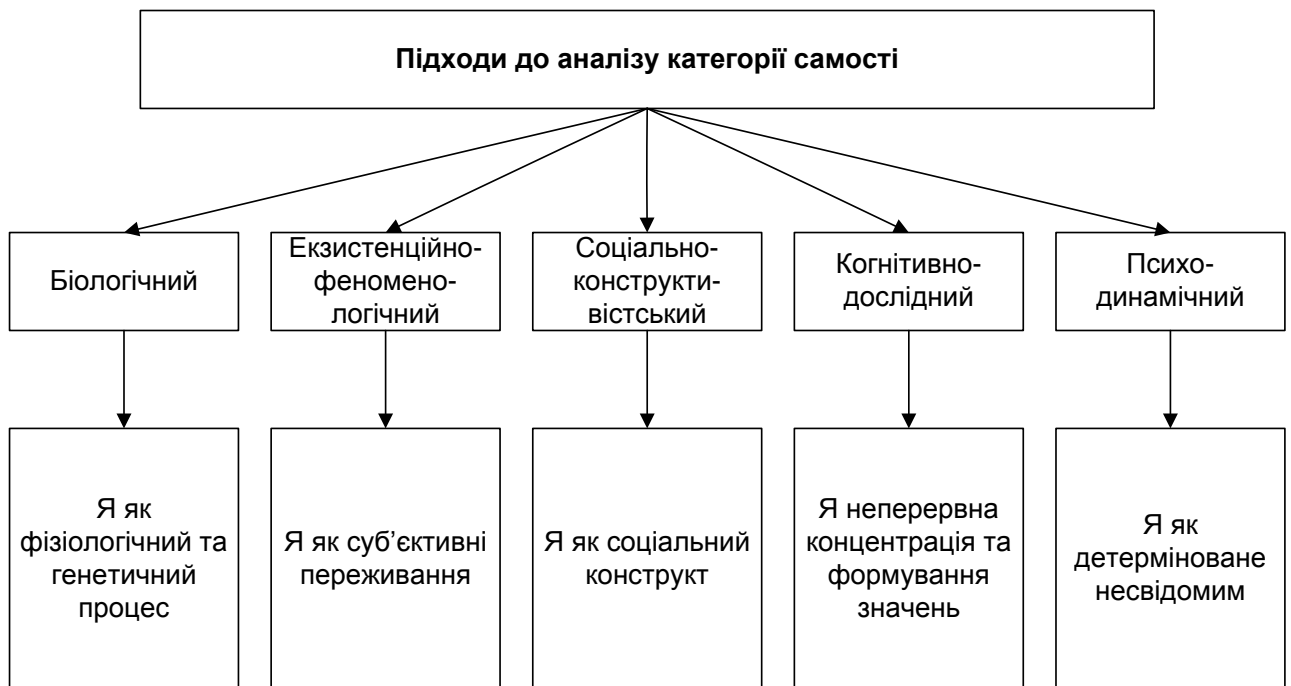 Підходи до аналізу категорії самості
Біологічний
Екзистенційно-
феномено-
логічний
Соціально-
конструкти-
вістський
Когнітивно-
дослідний
Психо-
динамічний
Я як
фізіологічний та
генетичний
процес
Я як суб’єктивні
переживання
Я як соціальний
конструкт
Я неперервна
концентрація та
формування
значень
Я як
детерміноване
несвідомим